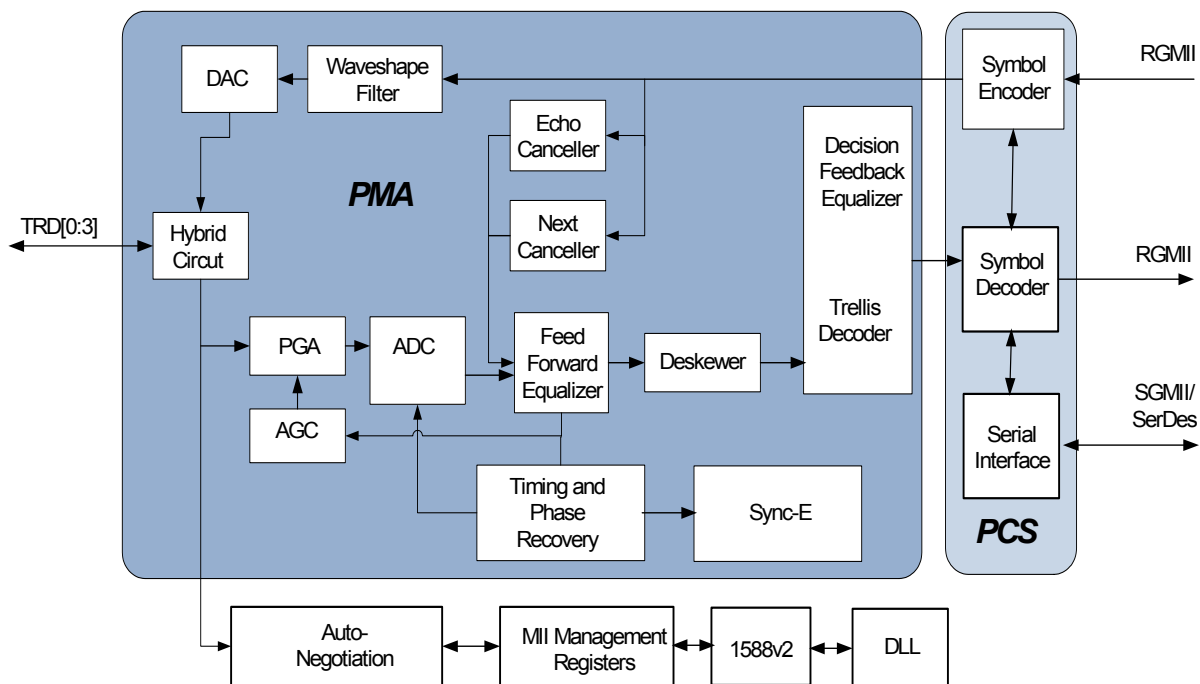 DAC
Waveshape
Filter
Symbol
Encoder
RGMII
Echo
Canceller
Decision
Feedback
Equalizer
PMA
TRD[0:3]
Hybrid
Circut
Next
Canceller
Symbol
Decoder
RGMII
Trellis
Decoder
PGA
ADC
Feed
Forward
Equalizer
Deskewer
AGC
SGMII/
SerDes
Serial
Interface
Timing and
Phase
Recovery
Sync-E
PCS
Auto-
Negotiation
MII Management
Registers
1588v2
DLL